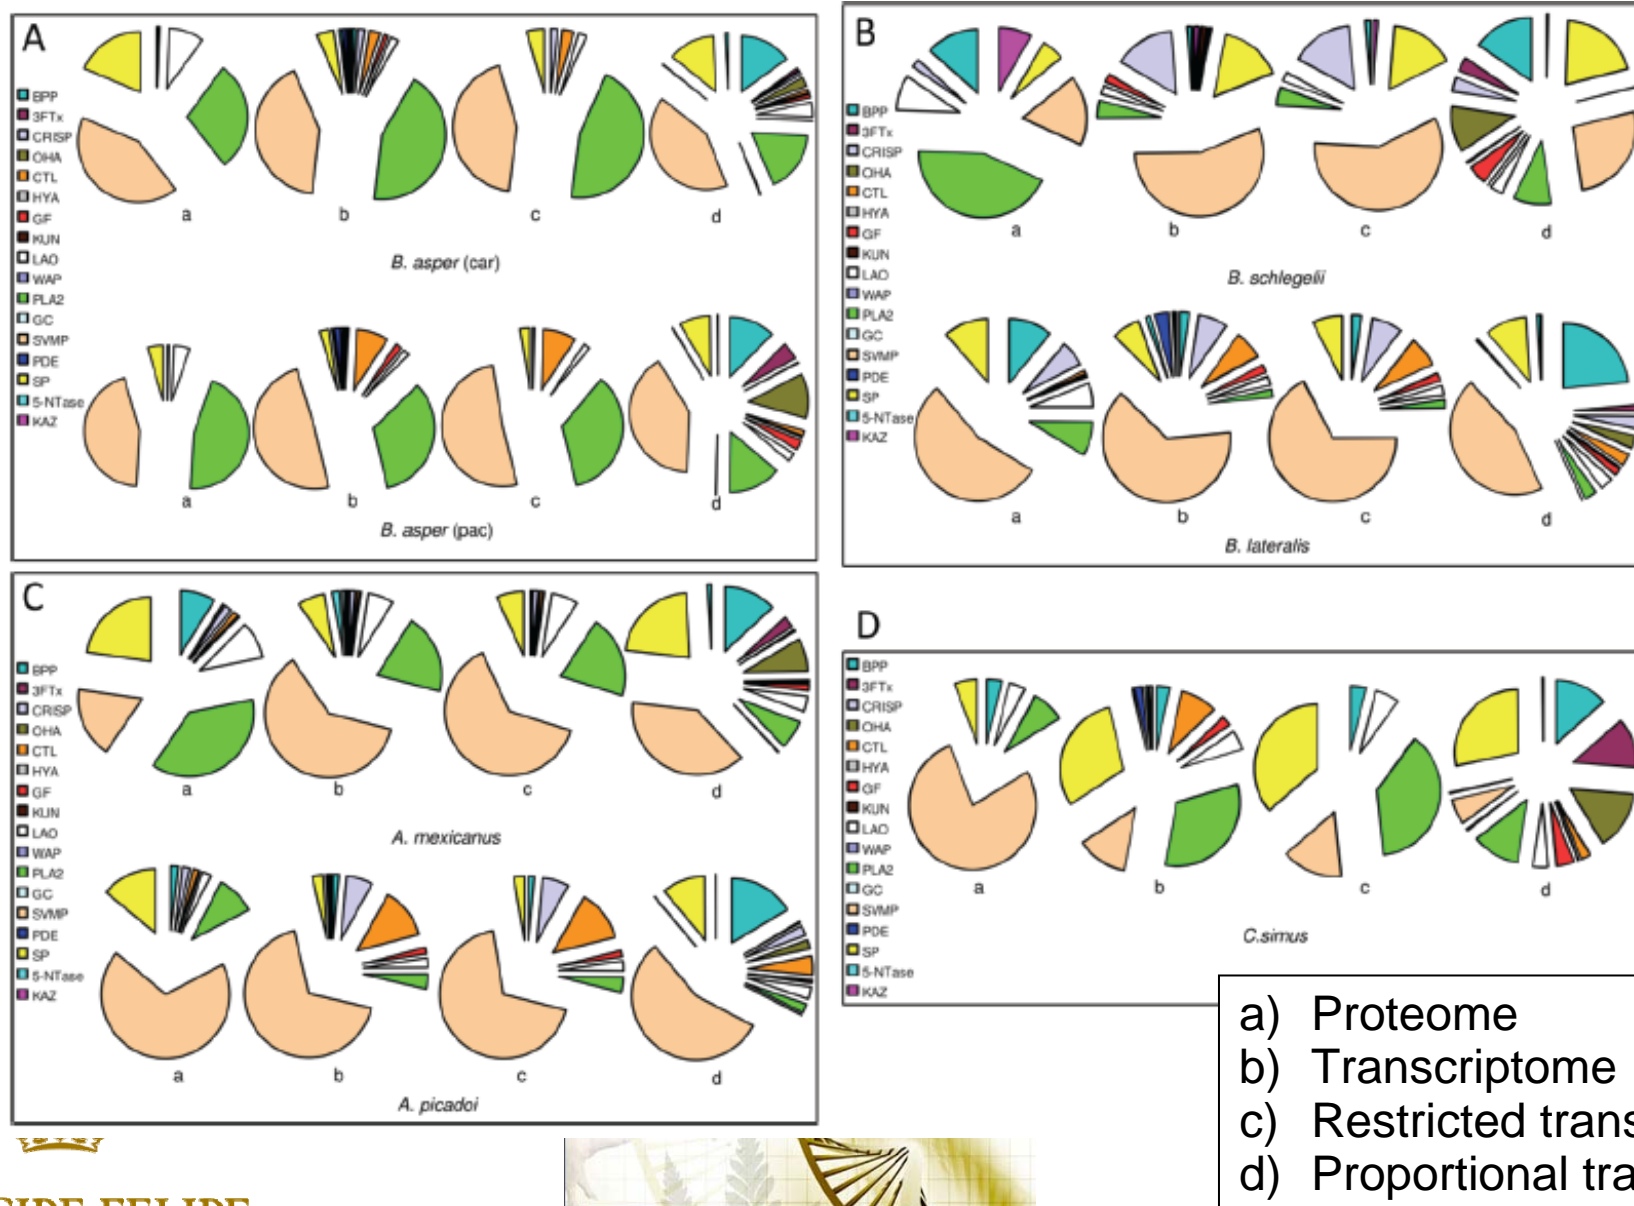 A
BPP
3FTx
CRISP
OHA
CTL
HYA
GF
KUN
LAO
WAP
PLA2
GC
SVMP
PDE
SP
5-NTase
KAZ
a b c d
B. asper (car)
a b c d
B. asper (pac)
B
BPP
3FTx
CRISP
OHA
CTL
HYA
GF
KUN
LAO
WAP
PLA2
GC
SVMP
PDE
SP
5-NTase
KAZ
a b c d
B. schlegelii
a b c d
B. lateralis
C
BPP
3FTx
CRISP
OHA
CTL
HYA
GF
KUN
LAO
WAP
PLA2
GC
SVMP
PDE
SP
5-NTase
KAZ
a b c d
A. mexicanus
a b c d
A. picadoi
D
BPP
3FTx
CRISP
OHA
CTL
HYA
GF
KUN
LAO
WAP
PLA2
GC
SVMP
PDE
SP
5-NTase
KAZ
a b c d
C.simus
a) Proteome
b) Transcriptome
c) Restricted trans
d) Proportional tra